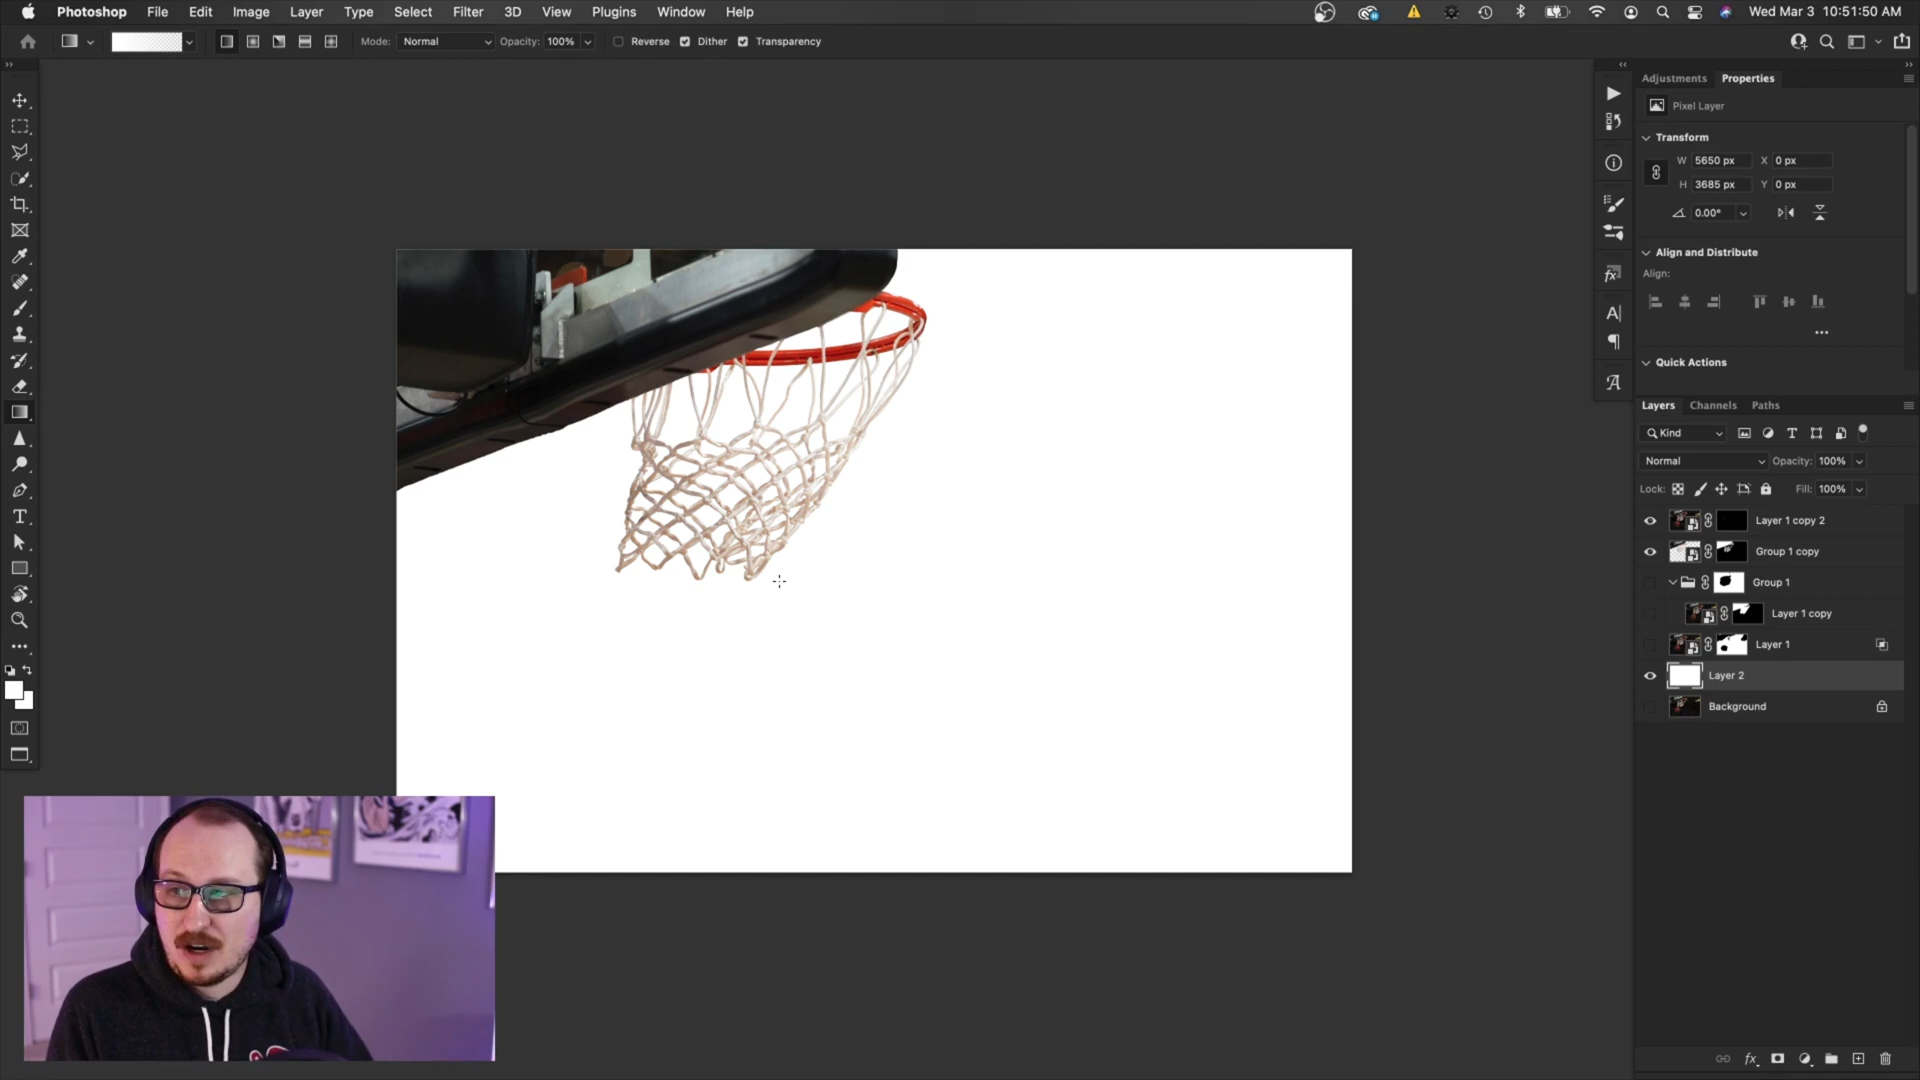 Photoshop File Edit Image Layer Type Select Filter 3D View Plugins Window Help Wed Mar 3 10:51:50 AM
Mode: Normal Opacity: 100% Reverse Dither Transparency
Adjustments Properties
Pixel Layer
Transform
W 5650 px X 0 px
H 3685 px Y 0 px
0.00°
Align and Distribute
Align:
Quick Actions
Layers Channels Paths
Kind
Normal Opacity: 100%
Lock: Fill: 100%
Layer 1 copy 2
Group 1 copy
Group 1
Layer 1 copy
Layer 1
Layer 2
Background